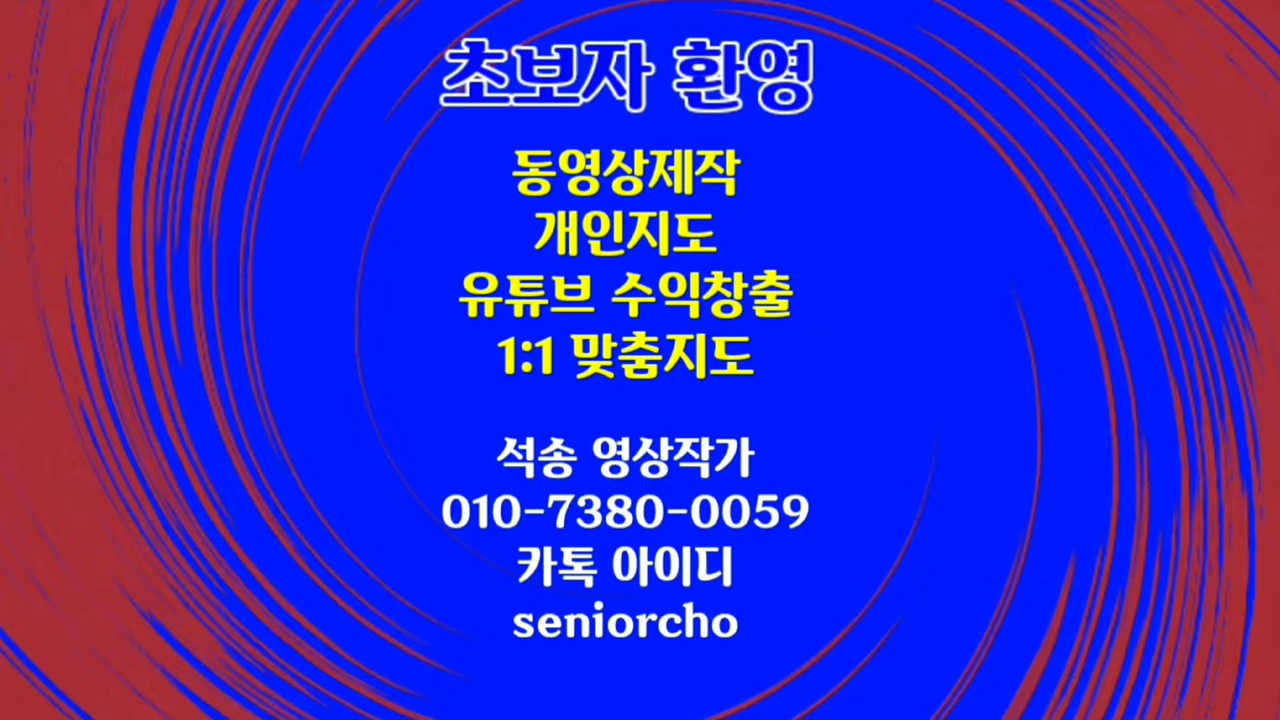 초보자 환영
동영상제작
개인지도
유튜브 수익창출
1:1 맞춤지도
석송 영상작가
010-7380-0059
카톡 아이디
seniorcho